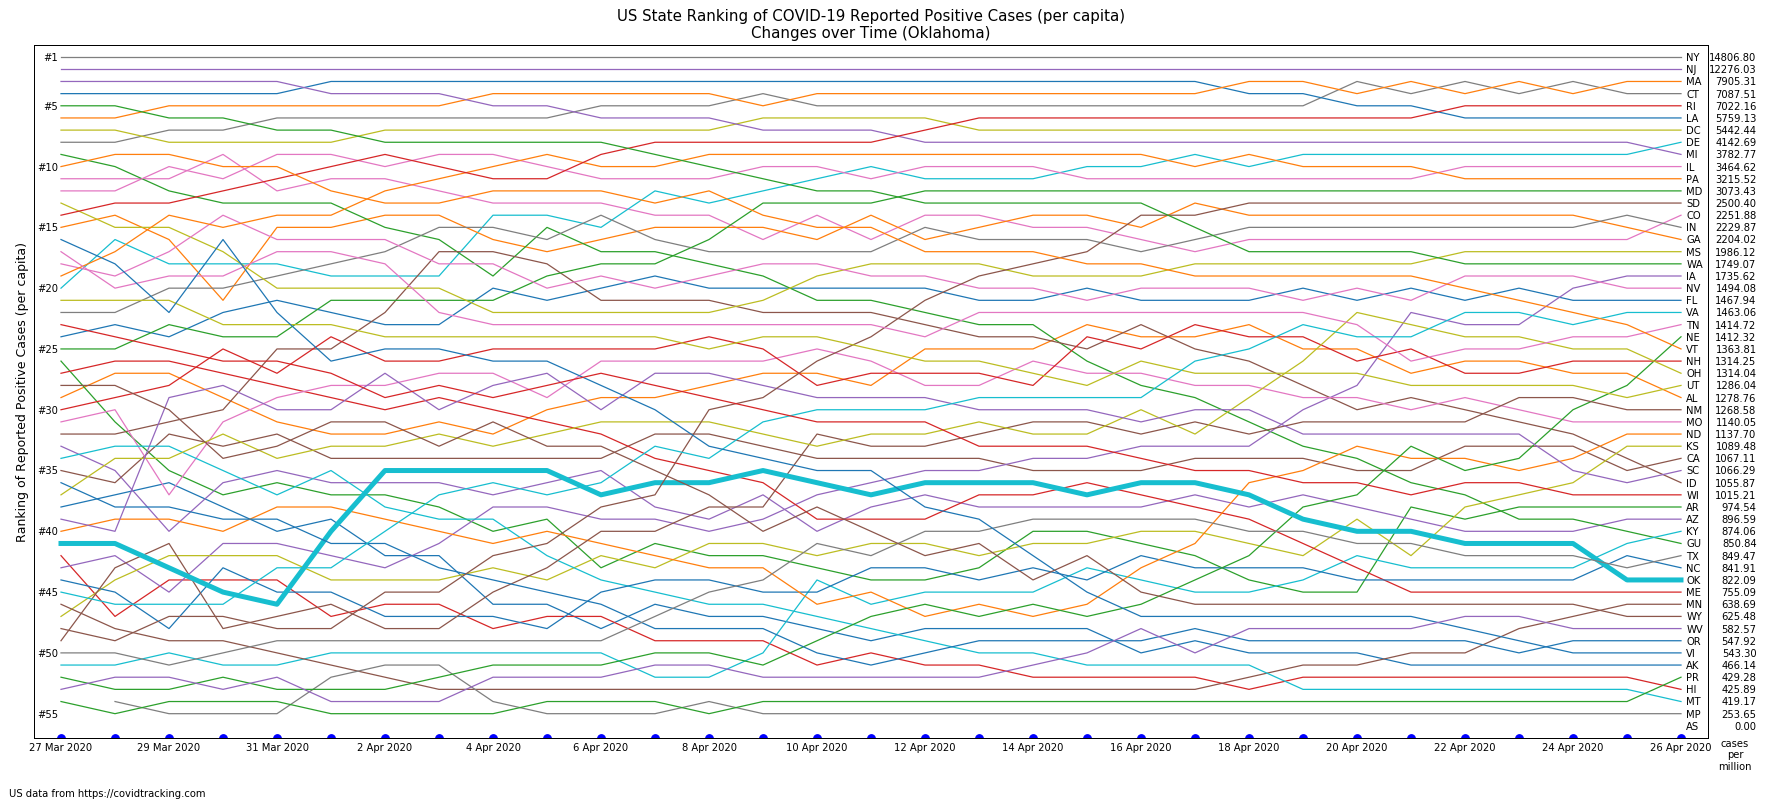 US State Ranking of COVID-19 Reported Positive Cases (per capita)
Changes over Time (Oklahoma)
Ranking of Reported Positive Cases (per capita)
#1
#5
#10
#15
#20
#25
#30
#35
#40
#45
#50
#55
NY 14806.80
NJ 12276.03
MA 7905.31
CT 7087.51
RI 7022.16
LA 5759.13
DC 5442.44
DE 4142.69
MI 3782.77
IL 3464.62
PA 3215.52
MD 3073.43
SD 2500.40
CO 2251.88
IN 2229.87
GA 2204.02
MS 1986.12
WA 1749.07
IA 1735.62
NV 1494.08
FL 1467.94
VA 1463.06
TN 1414.72
NE 1412.32
VT 1363.81
NH 1314.25
OH 1314.04
UT 1286.04
AL 1278.76
NM 1268.58
MO 1140.05
ND 1137.70
KS 1089.48
CA 1067.11
SC 1066.29
ID 1055.87
WI 1015.21
AR 974.54
AZ 896.59
KY 874.06
GU 850.84
TX 849.47
NC 841.91
OK 822.09
ME 755.09
MN 638.69
WY 625.48
WV 582.57
OR 547.92
VI 543.30
AK 466.14
PR 429.28
HI 425.89
MT 419.17
MP 253.65
AS 0.00
27 Mar 2020 29 Mar 2020 31 Mar 2020 2 Apr 2020 4 Apr 2020 6 Apr 2020 8 Apr 2020 10 Apr 2020 12 Apr 2020 14 Apr 2020 16 Apr 2020 18 Apr 2020 20 Apr 2020 22 Apr 2020 24 Apr 2020 26 Apr 2020
cases
per
million
US data from https://covidtracking.com